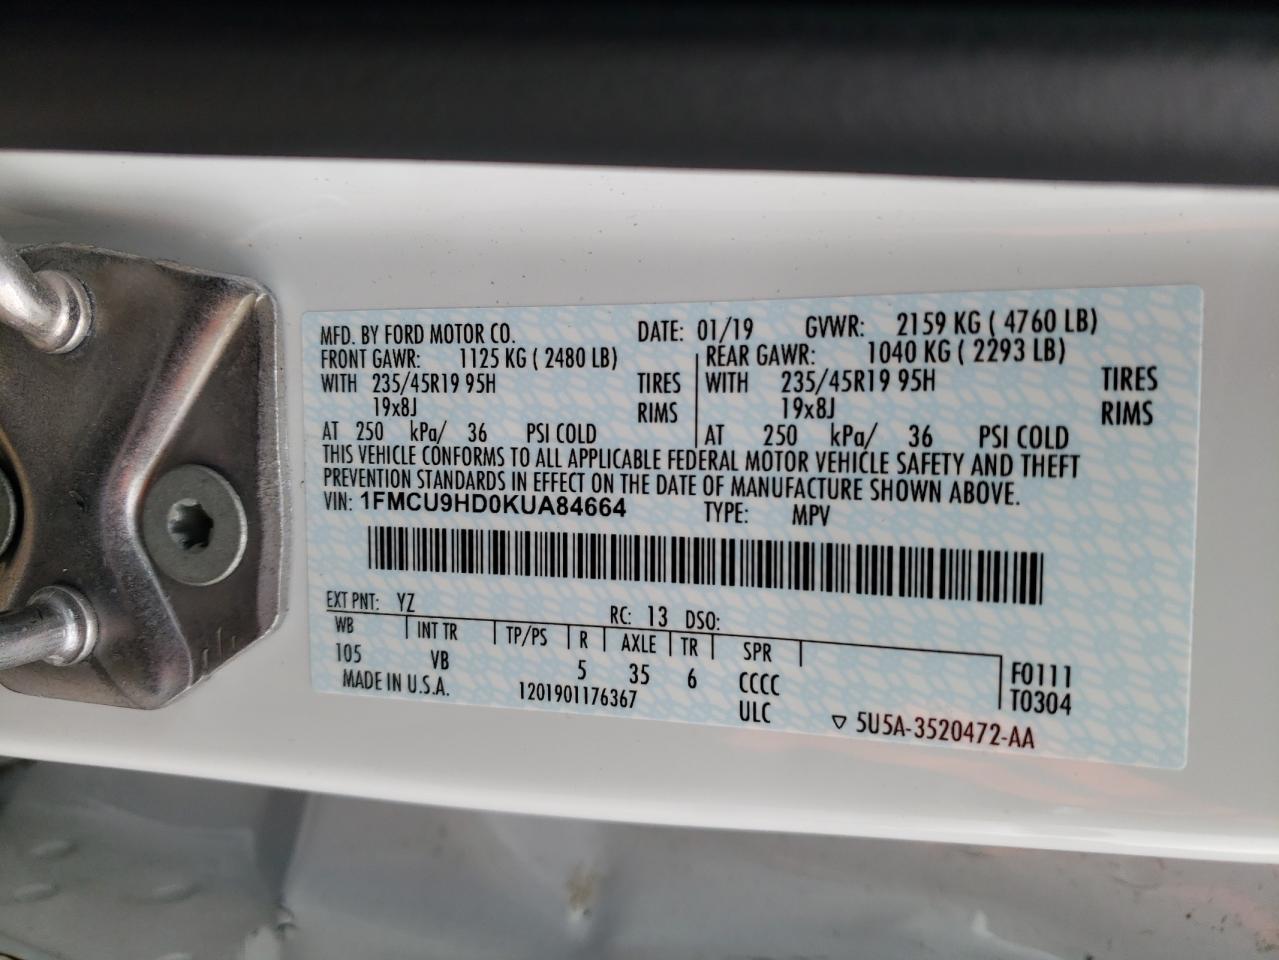 MFD. BY FORD MOTOR CO. DATE: 01/19 GVWR: 2159 KG ( 4760 LB)
FRONT GAWR: 1125 KG ( 2480 LB) REAR GAWR: 1040 KG ( 2293 LB)
WITH 235/45R19 95H TIRES WITH 235/45R19 95H TIRES
19x8J RIMS 19x8J RIMS
AT 250 kPa/ 36 PSI COLD AT 250 kPa/ 36 PSI COLD
THIS VEHICLE CONFORMS TO ALL APPLICABLE FEDERAL MOTOR VEHICLE SAFETY AND THEFT
PREVENTION STANDARDS IN EFFECT ON THE DATE OF MANUFACTURE SHOWN ABOVE.
VIN: 1FMCU9HD0KUA84664 TYPE: MPV
EXT PNT: YZ RC: 13 DSO:
WB INT TR TP/PS R AXLE TR SPR
105 VB 5 35 6 CCCC F0111
MADE IN U.S.A. 1201901176367 ULC T0304
▽ 5U5A-3520472-AA